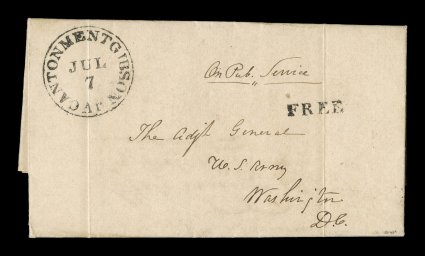 CANTONMENT GIBSON
JUL
7
On Pub. Service
FREE
The Adjt General
U.S. Army
Washington
D.C.